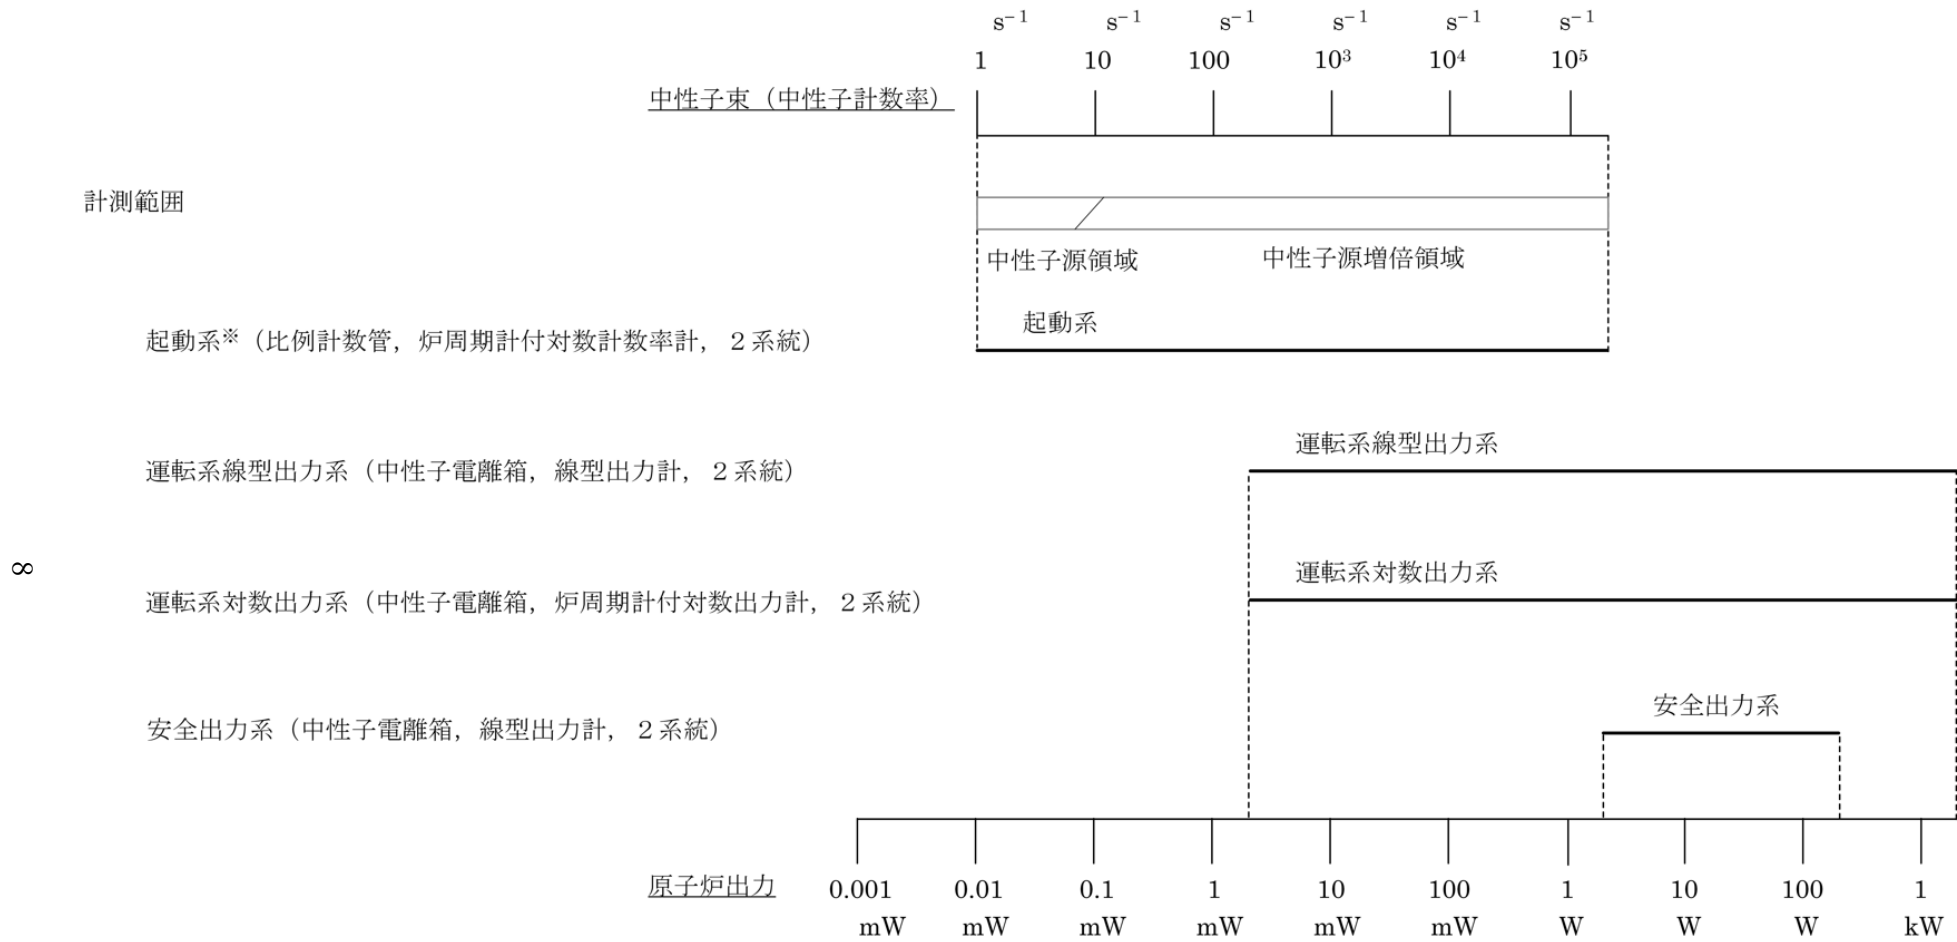 s⁻¹ s⁻¹ s⁻¹ s⁻¹ s⁻¹ s⁻¹
1 10 100 10³ 10⁴ 10⁵
中性子束（中性子計数率）
計測範囲
中性子源領域 中性子源増倍領域
起動系
起動系※（比例計数管，炉周期計付対数計数率計，２系統）
運転系線型出力系
運転系線型出力系（中性子電離箱，線型出力計，２系統）
8
運転系対数出力系
運転系対数出力系（中性子電離箱，炉周期計付対数出力計，２系統）
安全出力系
安全出力系（中性子電離箱，線型出力計，２系統）
原子炉出力 0.001 0.01 0.1 1 10 100 1 10 100 1
mW mW mW mW mW mW W W W kW